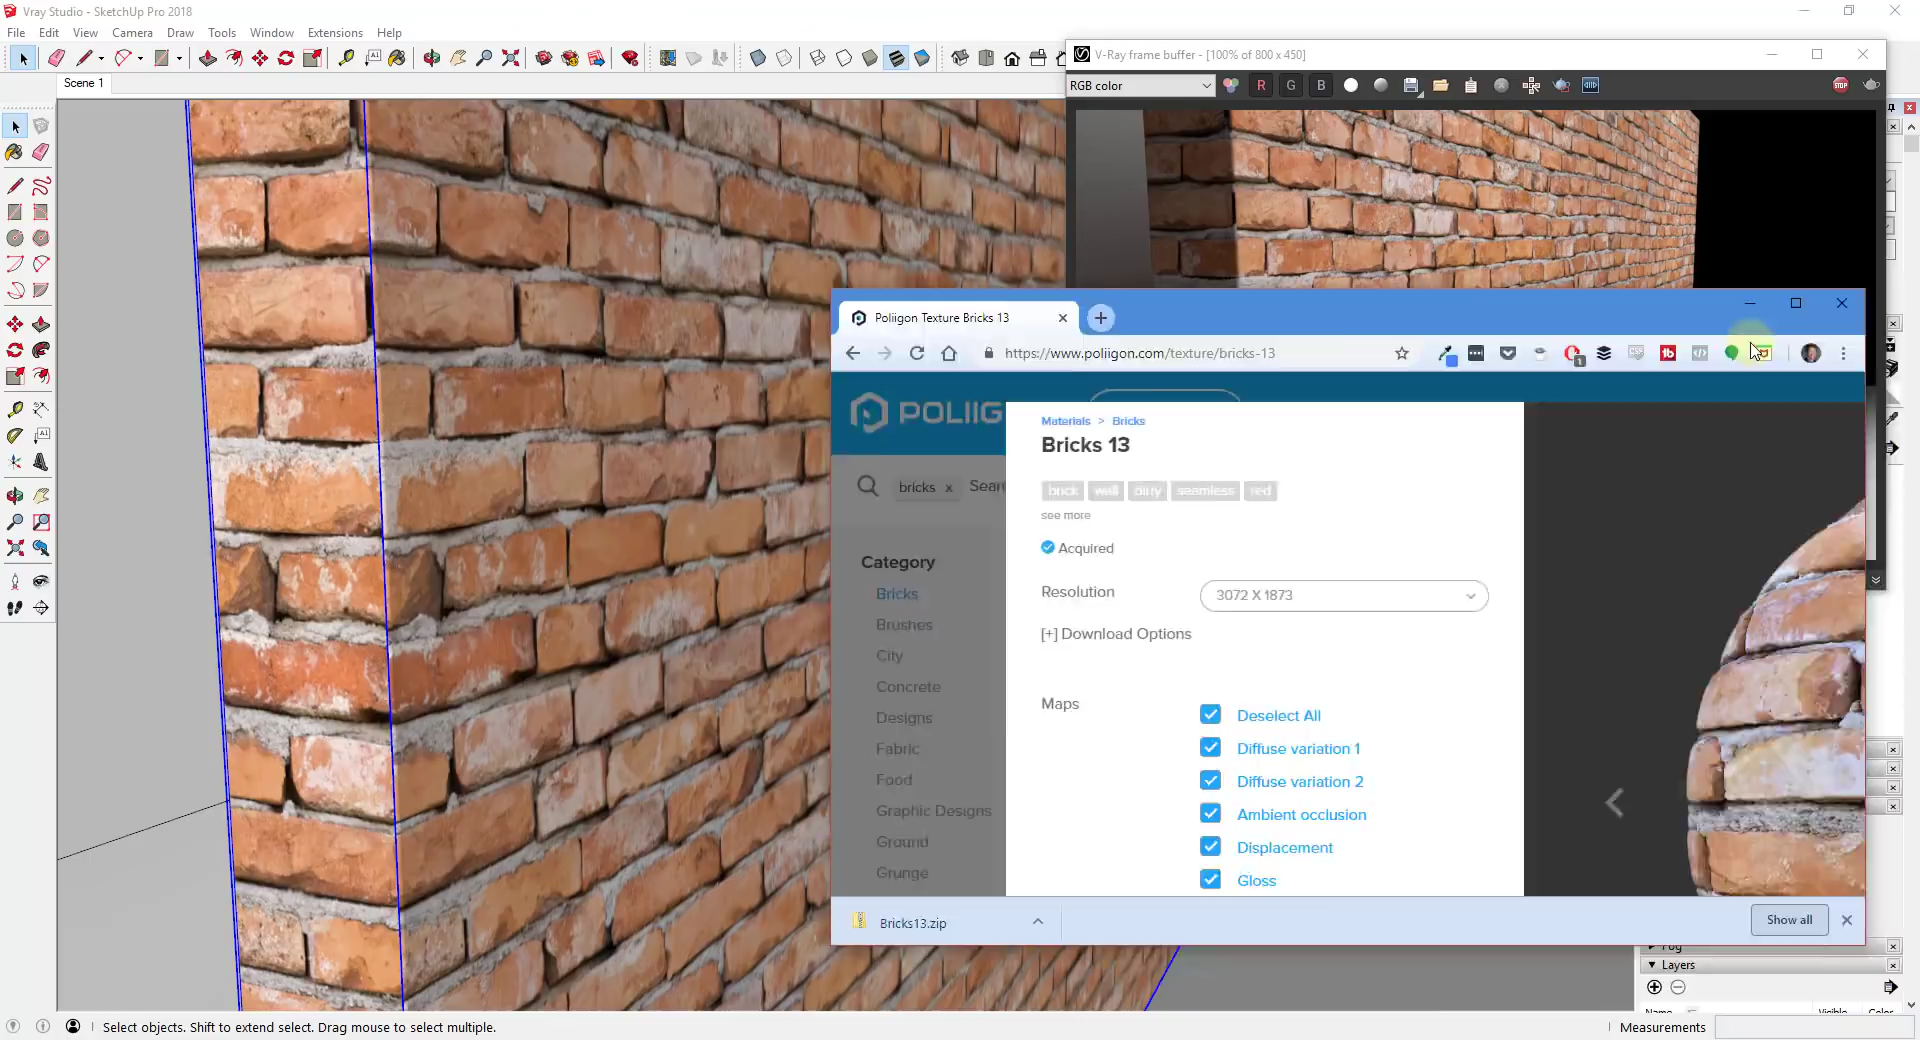 Vray Studio - SketchUp Pro 2018
File Edit View Camera Draw Tools Window Extensions Help
Scene 1
V-Ray frame buffer - [100% of 800 x 450]
RGB color
R G B
STOP
Poliigon Texture Bricks 13
https://www.poliigon.com/texture/bricks-13
POLIIG
bricks x Sear
Category
Bricks
Brushes
City
Concrete
Designs
Fabric
Food
Graphic Designs
Ground
Grunge
Materials > Bricks
Bricks 13
brick wall dirty seamless red
see more
Acquired
Resolution 3072 X 1873
[+] Download Options
Maps
Deselect All
Diffuse variation 1
Diffuse variation 2
Ambient occlusion
Displacement
Gloss
Bricks13.zip
Show all
Fog
Layers
Name Visible Color
Select objects. Shift to extend select. Drag mouse to select multiple.
Measurements